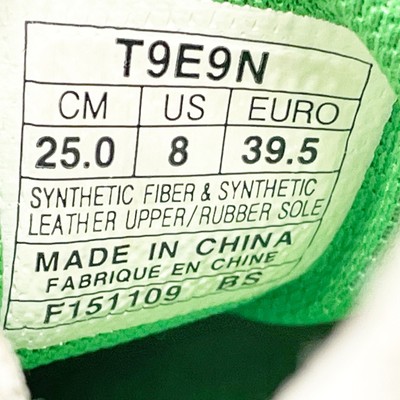 T9E9N
CM US EURO
25.0 8 39.5
SYNTHETIC FIBER & SYNTHETIC
LEATHER UPPER/RUBBER SOLE
MADE IN CHINA
FABRIQUE EN CHINE
F151109 BS